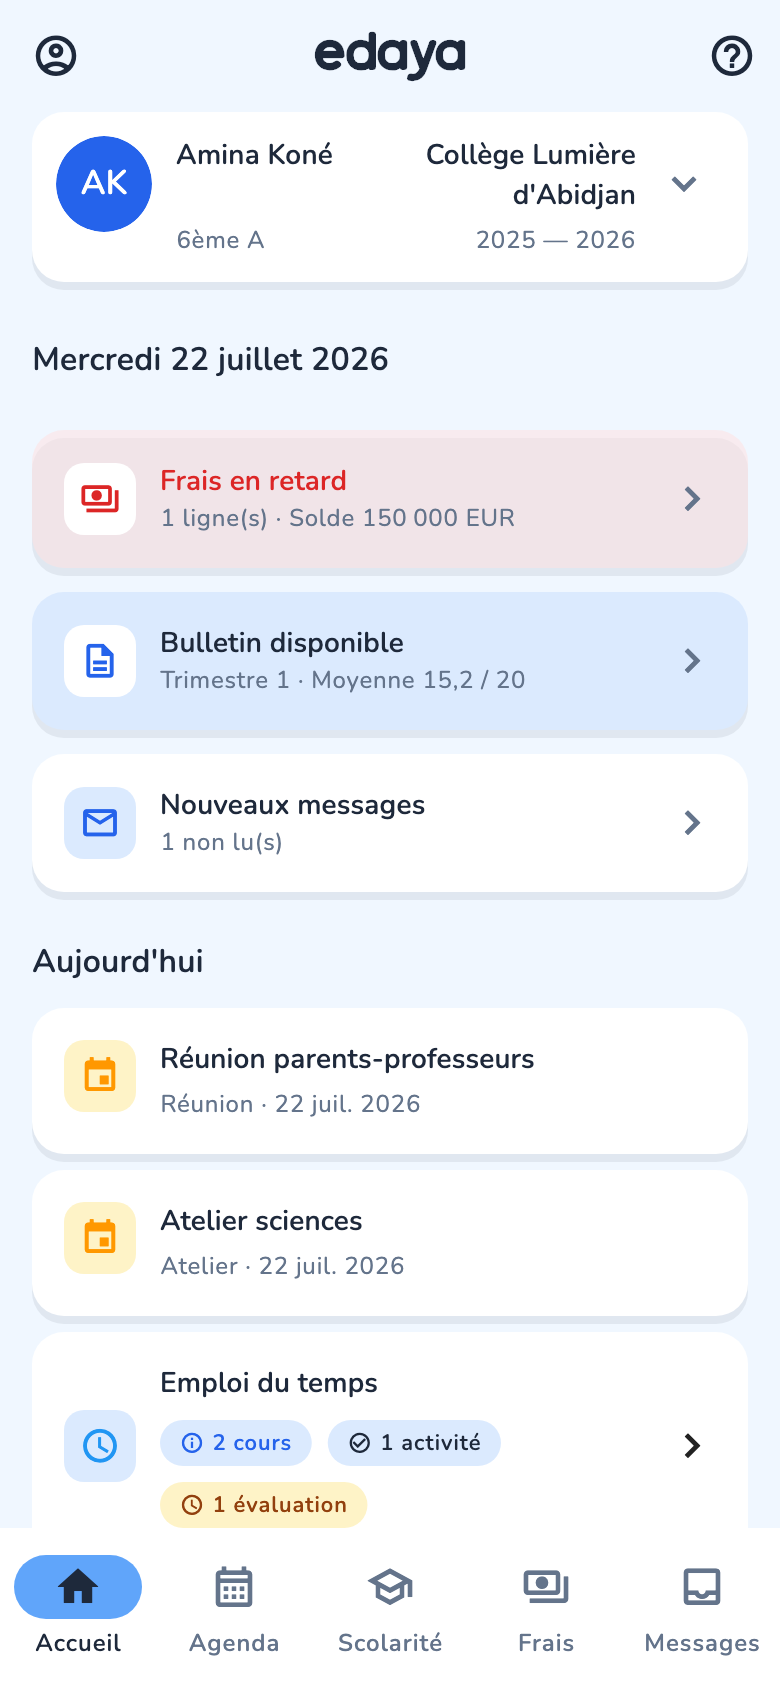 edaya
AK
Amina Koné
Collège Lumière
d'Abidjan
6ème A
2025 — 2026
Mercredi 22 juillet 2026
Frais en retard
1 ligne(s) · Solde 150 000 EUR
Bulletin disponible
Trimestre 1 · Moyenne 15,2 / 20
Nouveaux messages
1 non lu(s)
Aujourd'hui
Réunion parents-professeurs
Réunion · 22 juil. 2026
Atelier sciences
Atelier · 22 juil. 2026
Emploi du temps
2 cours
1 activité
1 évaluation
Accueil
Agenda
Scolarité
Frais
Messages